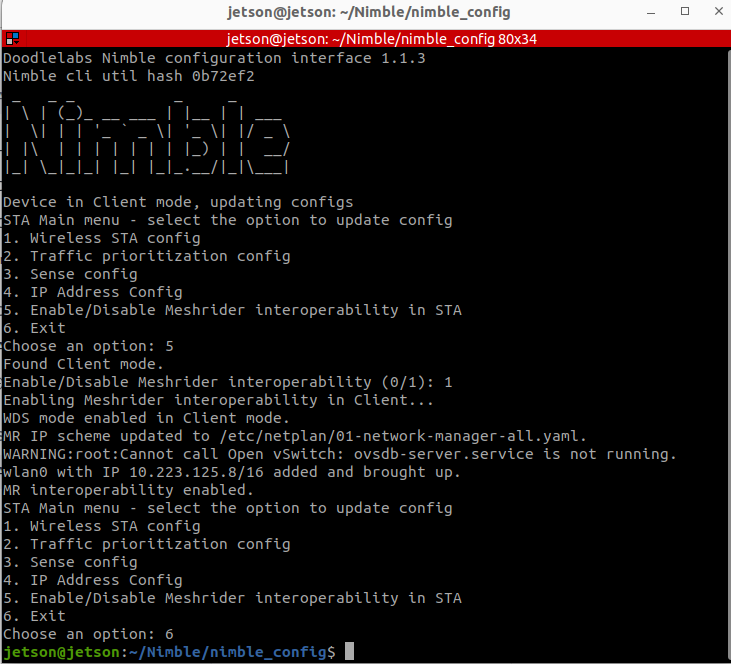 jetson@jetson: ~/Nimble/nimble_config
jetson@jetson: ~/Nimble/nimble_config 80x34
Doodlelabs Nimble configuration interface 1.1.3
Nimble cli util hash 0b72ef2
 _   _ _           _     _
| \ | (_)_ __ ___ | |__ | | ___
|  \| | | '_ ` _ \| '_ \| |/ _ \
| |\  | | | | | | | |_) | |  __/
|_| \_|_|_| |_| |_|_.__/|_|\___|
Device in Client mode, updating configs
STA Main menu - select the option to update config
1. Wireless STA config
2. Traffic prioritization config
3. Sense config
4. IP Address Config
5. Enable/Disable Meshrider interoperability in STA
6. Exit
Choose an option: 5
Found Client mode.
Enable/Disable Meshrider interoperability (0/1): 1
Enabling Meshrider interoperability in Client...
WDS mode enabled in Client mode.
MR IP scheme updated to /etc/netplan/01-network-manager-all.yaml.
WARNING:root:Cannot call Open vSwitch: ovsdb-server.service is not running.
wlan0 with IP 10.223.125.8/16 added and brought up.
MR interoperability enabled.
STA Main menu - select the option to update config
1. Wireless STA config
2. Traffic prioritization config
3. Sense config
4. IP Address Config
5. Enable/Disable Meshrider interoperability in STA
6. Exit
Choose an option: 6
jetson@jetson:~/Nimble/nimble_config$